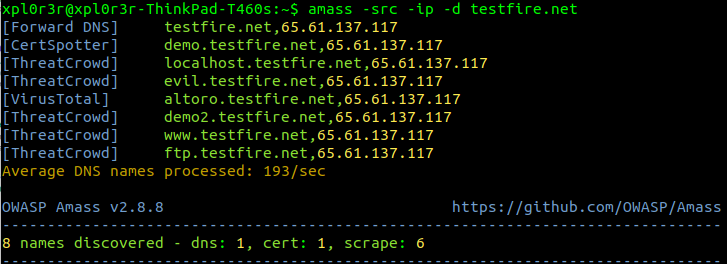 xpl0r3r@xpl0r3r-ThinkPad-T460s:~$ amass -src -ip -d testfire.net
[Forward DNS] testfire.net,65.61.137.117
[CertSpotter] demo.testfire.net,65.61.137.117
[ThreatCrowd] localhost.testfire.net,65.61.137.117
[ThreatCrowd] evil.testfire.net,65.61.137.117
[VirusTotal] altoro.testfire.net,65.61.137.117
[ThreatCrowd] demo2.testfire.net,65.61.137.117
[ThreatCrowd] www.testfire.net,65.61.137.117
[ThreatCrowd] ftp.testfire.net,65.61.137.117
Average DNS names processed: 193/sec
OWASP Amass v2.8.8 https://github.com/OWASP/Amass
--------------------------------------------------------------------------------
8 names discovered - dns: 1, cert: 1, scrape: 6
--------------------------------------------------------------------------------